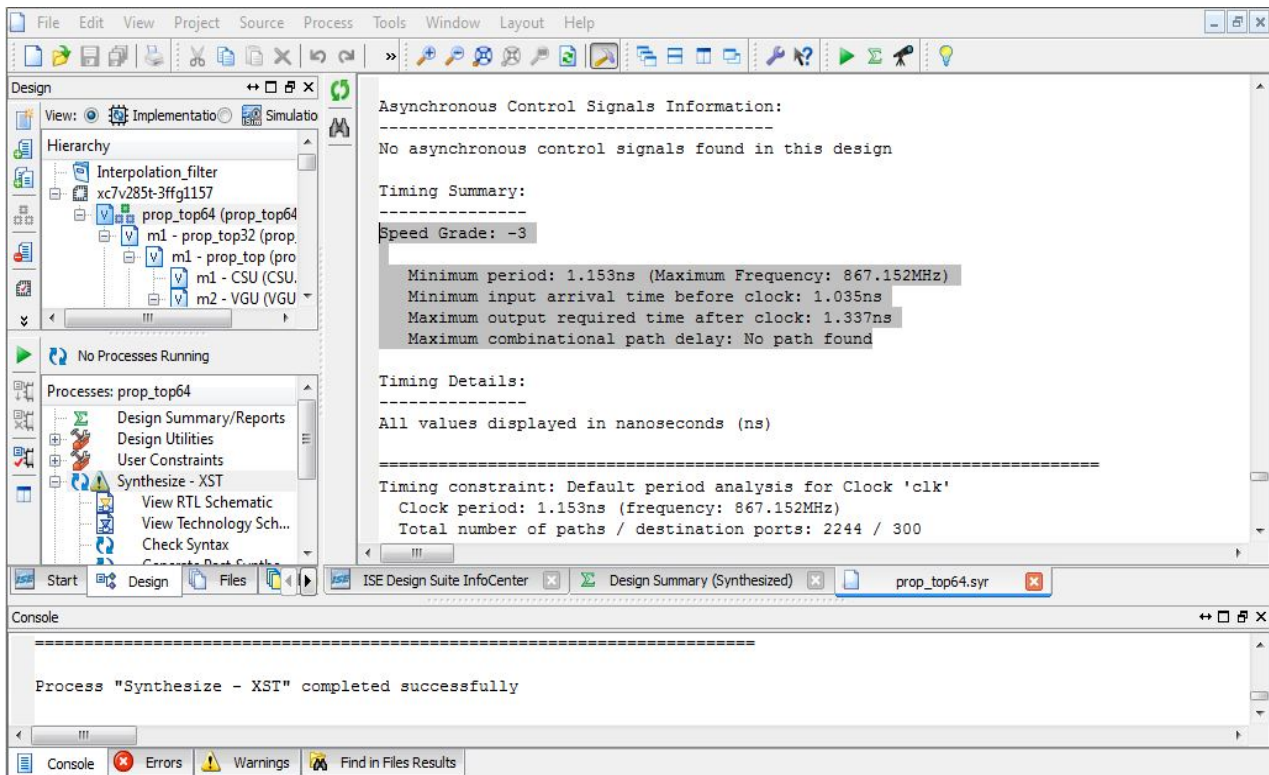 File Edit View Project Source Process Tools Window Layout Help
Design
View: Implementatio Simulatio
Hierarchy
Interpolation_filter
xc7v285t-3ffg1157
prop_top64 (prop_top64
m1 - prop_top32 (prop_
m1 - prop_top (pro
m1 - CSU (CSU.
m2 - VGU (VGU
No Processes Running
Processes: prop_top64
Design Summary/Reports
Design Utilities
User Constraints
Synthesize - XST
View RTL Schematic
View Technology Sch...
Check Syntax
Start Design Files
Asynchronous Control Signals Information:
----------------------------------------
No asynchronous control signals found in this design
Timing Summary:
---------------
Speed Grade: -3
Minimum period: 1.153ns (Maximum Frequency: 867.152MHz)
Minimum input arrival time before clock: 1.035ns
Maximum output required time after clock: 1.337ns
Maximum combinational path delay: No path found
Timing Details:
---------------
All values displayed in nanoseconds (ns)
=========================================================================
Timing constraint: Default period analysis for Clock 'clk'
Clock period: 1.153ns (frequency: 867.152MHz)
Total number of paths / destination ports: 2244 / 300
ISE Design Suite InfoCenter Design Summary (Synthesized) prop_top64.syr
Console
=========================================================================
Process "Synthesize - XST" completed successfully
Console Errors Warnings Find in Files Results